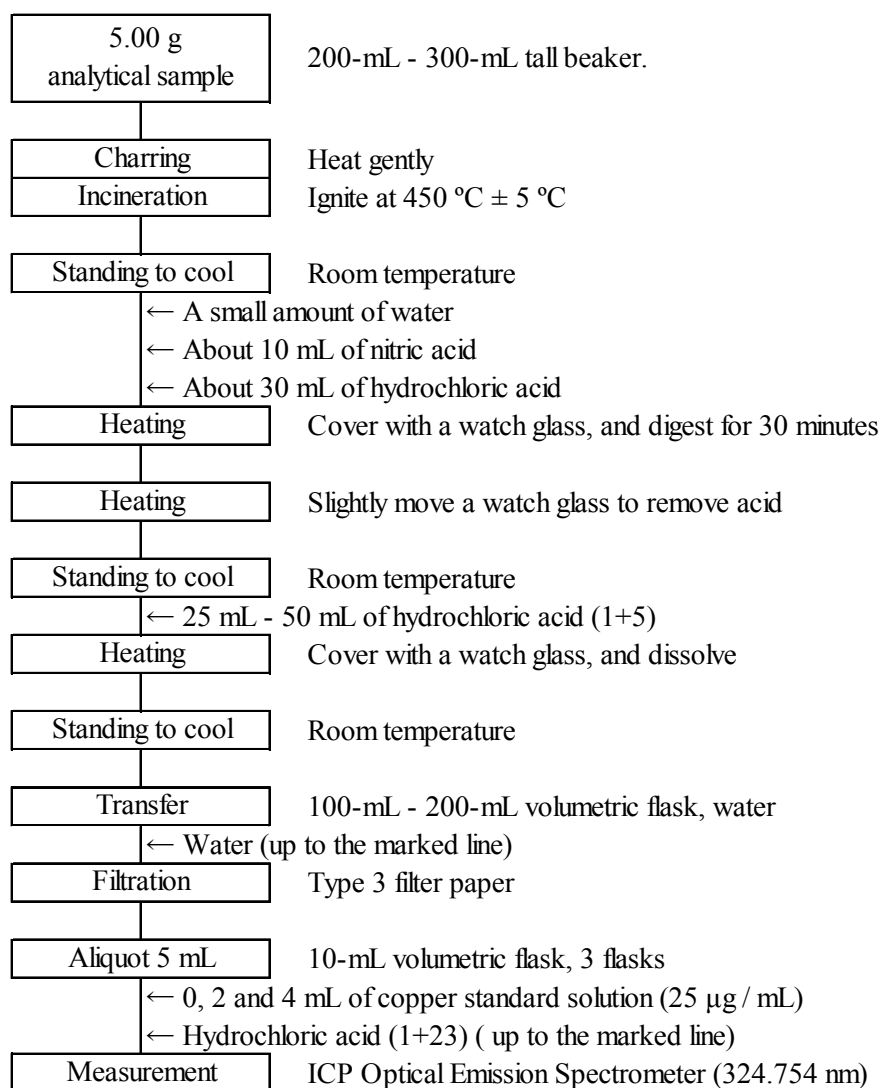 5.00 g
analytical sample
200-mL - 300-mL tall beaker.
Charring
Heat gently
Incineration
Ignite at 450 ºC ± 5 ºC
Standing to cool
Room temperature
← A small amount of water
← About 10 mL of nitric acid
← About 30 mL of hydrochloric acid
Heating
Cover with a watch glass, and digest for 30 minutes
Heating
Slightly move a watch glass to remove acid
Standing to cool
Room temperature
← 25 mL - 50 mL of hydrochloric acid (1+5)
Heating
Cover with a watch glass, and dissolve
Standing to cool
Room temperature
Transfer
100-mL - 200-mL volumetric flask, water
← Water (up to the marked line)
Filtration
Type 3 filter paper
Aliquot 5 mL
10-mL volumetric flask, 3 flasks
← 0, 2 and 4 mL of copper standard solution (25 µg / mL)
← Hydrochloric acid (1+23) ( up to the marked line)
Measurement
ICP Optical Emission Spectrometer (324.754 nm)